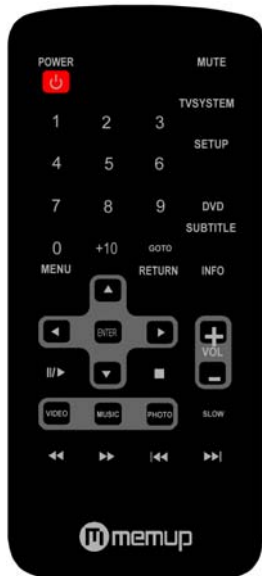 POWER MUTE
TVSYSTEM
1 2 3
SETUP
4 5 6
7 8 9 DVD
SUBTITLE
0 +10 GOTO
MENU RETURN INFO
ENTER
+
VOL
-
VIDEO MUSIC PHOTO SLOW
memup